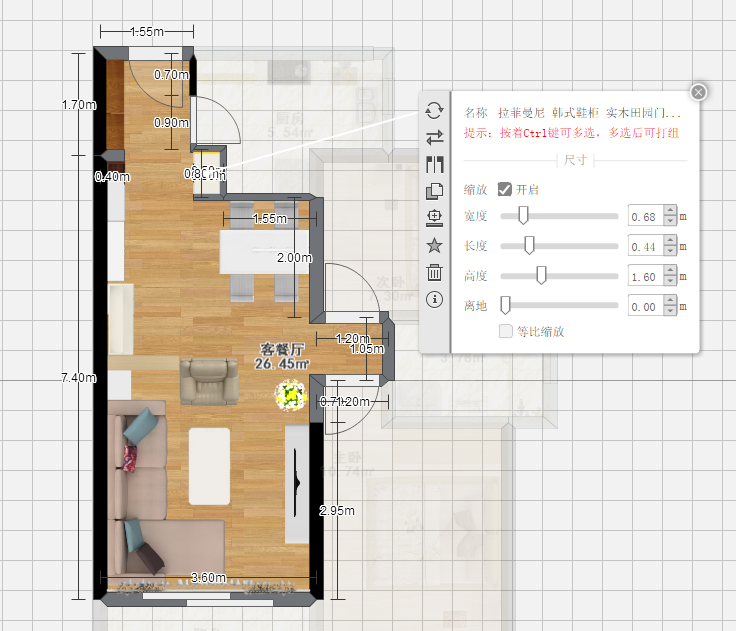 1.55m
0.70m
1.70m
厨房
5.54㎡
0.90m
0.40m
1.55m
2.00m
次卧
7.30㎡
1.20m
1.05m
3.78㎡
客餐厅
26.45㎡
7.40m
1.20m
主卧
2.95m
3.60m
名称 拉菲曼尼 韩式鞋柜 实木田园门...
提示：按着Ctrl键可多选，多选后可打组
尺寸
缩放 开启
宽度 0.68 m
长度 0.44 m
高度 1.60 m
离地 0.00 m
等比缩放